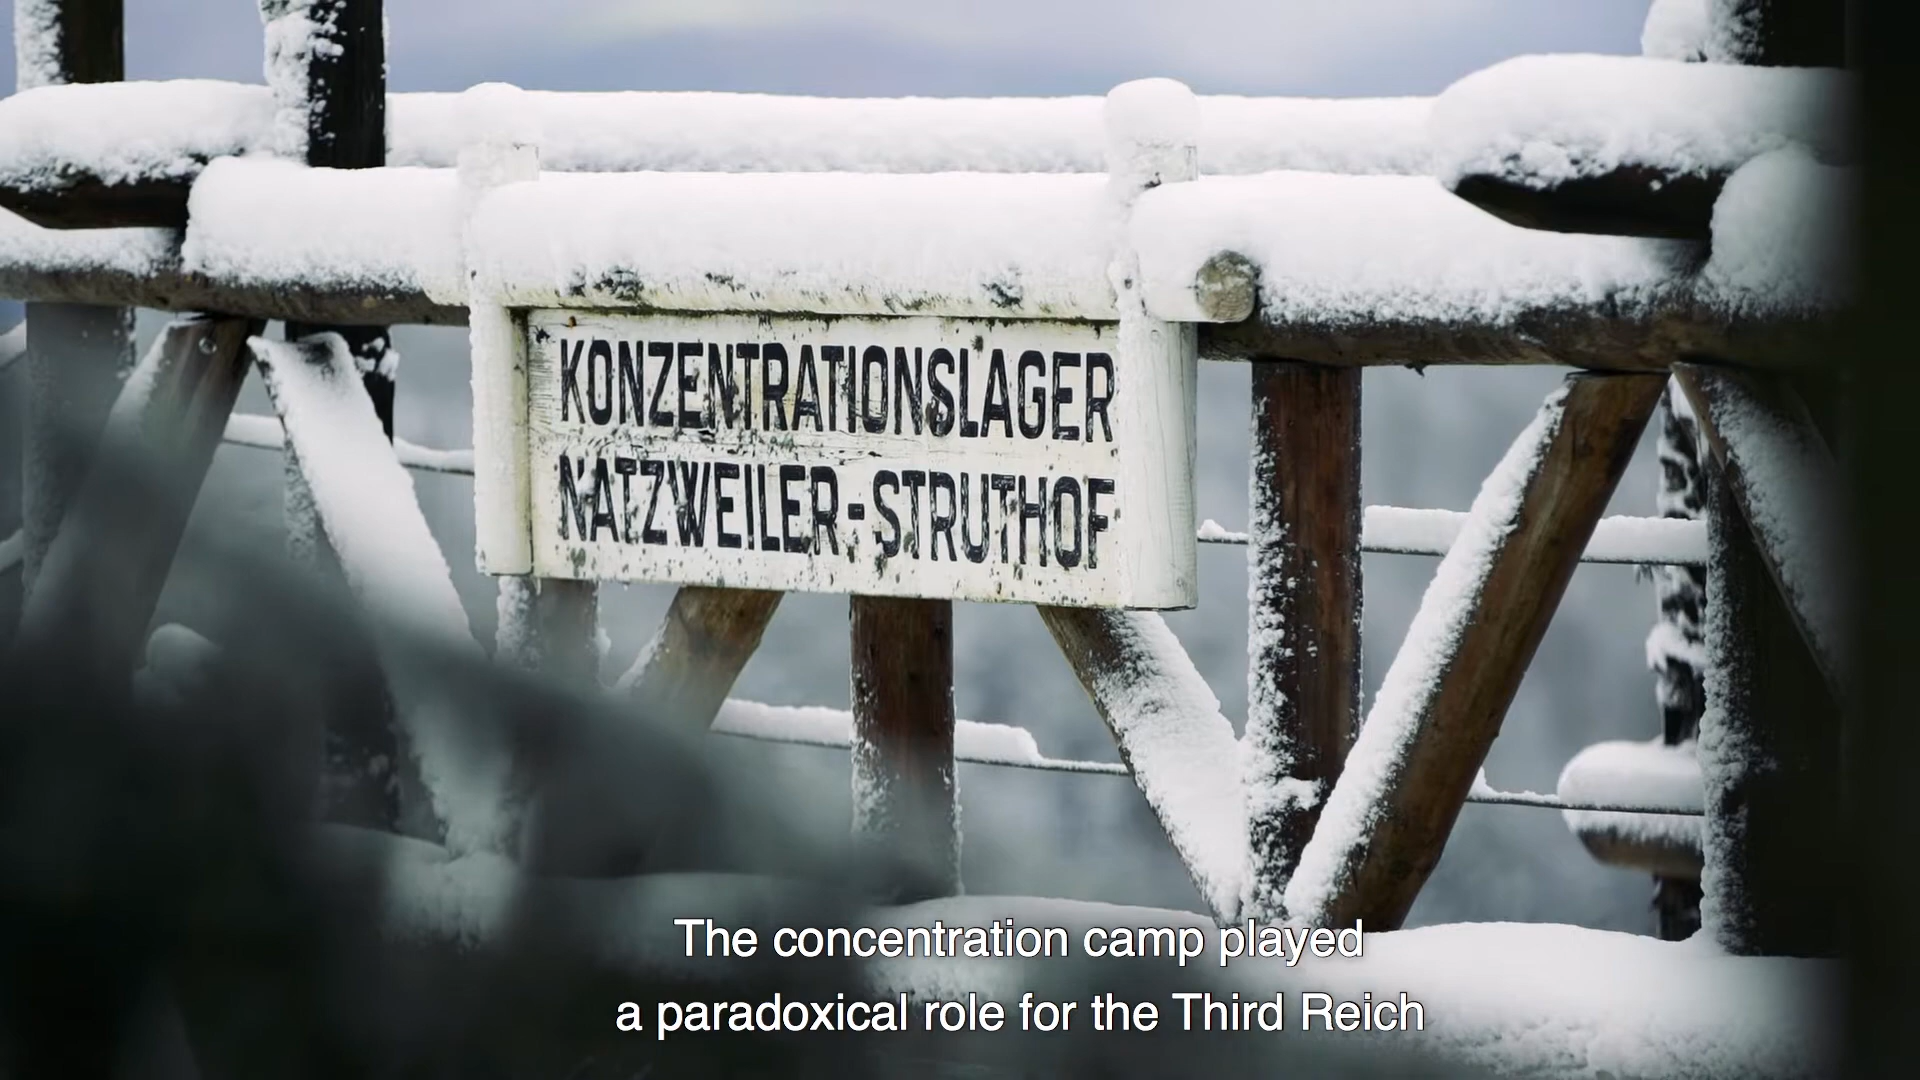 KONZENTRATIONSLAGER
NATZWEILER-STRUTHOF
The concentration camp played
a paradoxical role for the Third Reich